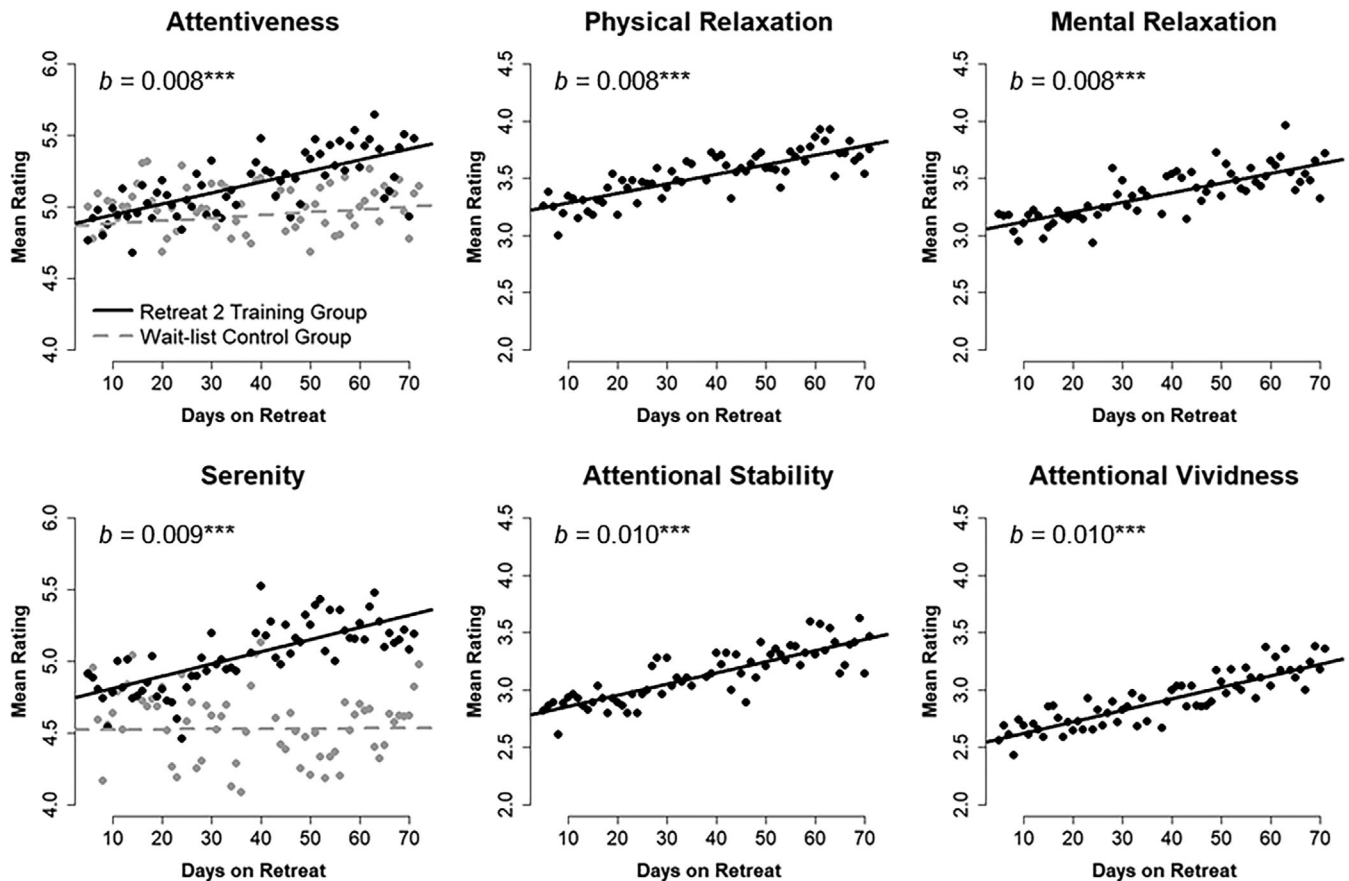 Attentiveness
Mean Rating
6.0
5.5
5.0
4.5
4.0
b = 0.008***
Retreat 2 Training Group
Wait-list Control Group
10 20 30 40 50 60 70
Days on Retreat
Physical Relaxation
Mean Rating
4.5
4.0
3.5
3.0
2.5
2.0
b = 0.008***
10 20 30 40 50 60 70
Days on Retreat
Mental Relaxation
Mean Rating
4.5
4.0
3.5
3.0
2.5
2.0
b = 0.008***
10 20 30 40 50 60 70
Days on Retreat
Serenity
Mean Rating
6.0
5.5
5.0
4.5
4.0
b = 0.009***
10 20 30 40 50 60 70
Days on Retreat
Attentional Stability
Mean Rating
4.5
4.0
3.5
3.0
2.5
2.0
b = 0.010***
10 20 30 40 50 60 70
Days on Retreat
Attentional Vividness
Mean Rating
4.5
4.0
3.5
3.0
2.5
2.0
b = 0.010***
10 20 30 40 50 60 70
Days on Retreat